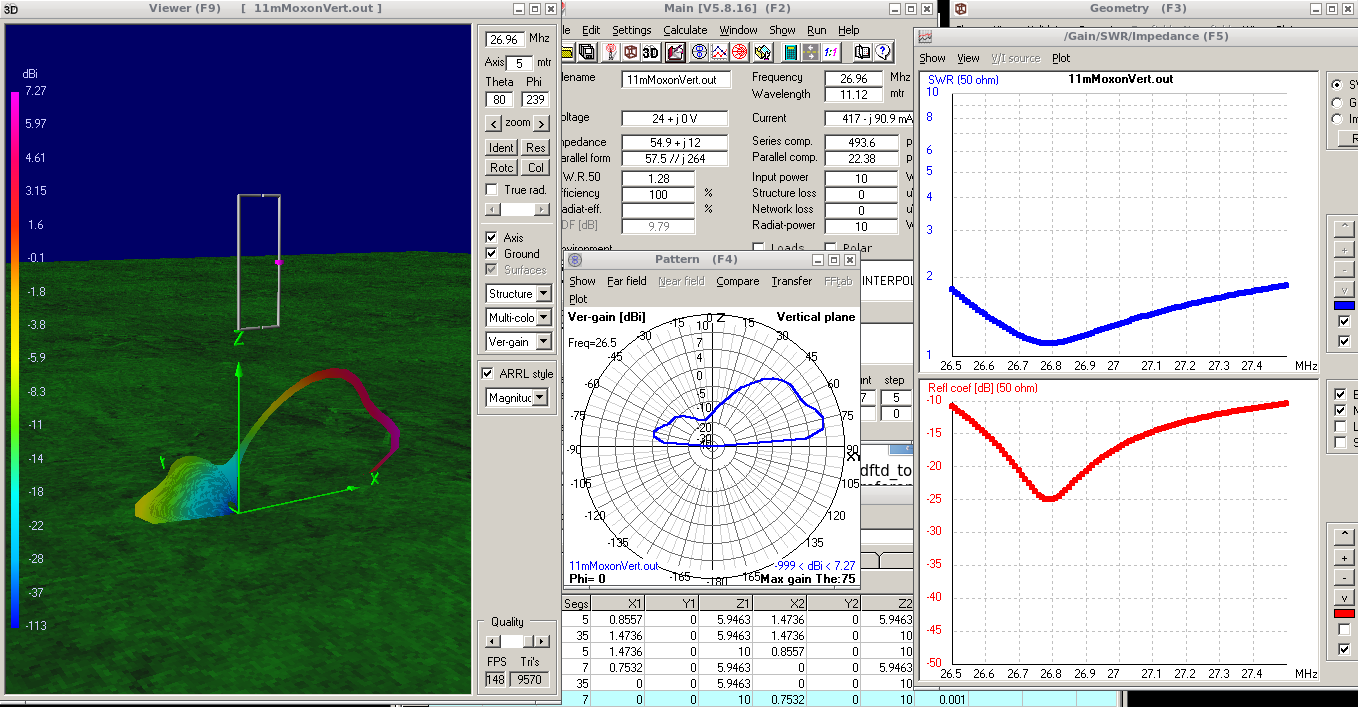 3D Viewer (F9) [ 11mMoxonVert.out ]
dBi
7.27
5.97
4.61
3.15
1.6
-0.1
-1.8
-3.8
-5.9
-8.3
-11
-14
-18
-22
-28
-37
-113
Z
Y
X
26.96 Mhz
Axis 5 mtr
Theta Phi
80 239
< zoom >
Ident Res
Rotc Col
True rad.
Axis
Ground
Surfaces
Structure
Multi-colo
Ver-gain
ARRL style
Magnituc
Quality
FPS Tri's
148 9570
Main [V5.8.16] (F2)
le Edit Settings Calculate Window Show Run Help
3D 1:1
lename 11mMoxonVert.out
Frequency 26.96 Mhz
Wavelength 11.12 mtr
oltage 24 + j 0 V
Current 417 - j 90.9 mA
npedance 54.9 + j 12
Series comp. 493.6 p
arallel form 57.5 // j 264
Parallel comp. 22.38 p
W.R.50 1.28
Input power 10
fficiency 100 %
Structure loss 0
adiat-eff. %
Network loss 0
DF [dB] 9.79
Radiat-power 10
nvironment
Loads Polar
INTERPOL
nt step
7 5
0
dftd_to
Pattern (F4)
Show Far field Near field Compare Transfer FFtab
Plot
Ver-gain [dBi] Z Vertical plane
Freq=26.5
-15 10 15
-30 7 30
-45 4 45
-60 0 60
-75 -5 75
-10
-20
-30
-90 90 XY
-105 105
-120 120
-135 135
11mMoxonVert.out -999 < dBi < 7.27
Phi= 0 -165 -180 165 Max gain The:75
Segs X1 Y1 Z1 X2 Y2 Z2
5 0.8557 0 5.9463 1.4736 0 5.9463
35 1.4736 0 5.9463 1.4736 0 10
5 1.4736 0 10 0.8557 0 10
7 0.7532 0 5.9463 0 0 5.9463
35 0 0 5.9463 0 0 10
7 0 0 10 0.7532 0 10 0.001
Geometry (F3)
/Gain/SWR/Impedance (F5)
Show View V/I source Plot
SWR (50 ohm) 11mMoxonVert.out
10
8
6
5
4
3
2
1
26.5 26.6 26.7 26.8 26.9 27 27.1 27.2 27.3 27.4 MHz
Refl coef [dB] (50 ohm)
-10
-15
-20
-25
-30
-35
-40
-45
-50
26.5 26.6 26.7 26.8 26.9 27 27.1 27.2 27.3 27.4 MHz
G
^
+
-
v
^
+
-
v